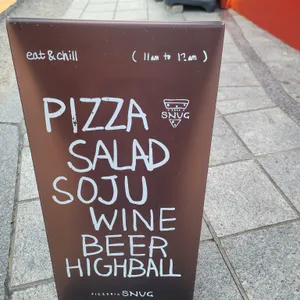 eat & chill (11am to 12am)
PIZZA
SNUG
SALAD
SOJU
WINE
BEER
HIGHBALL
PIZZERIA SNUG